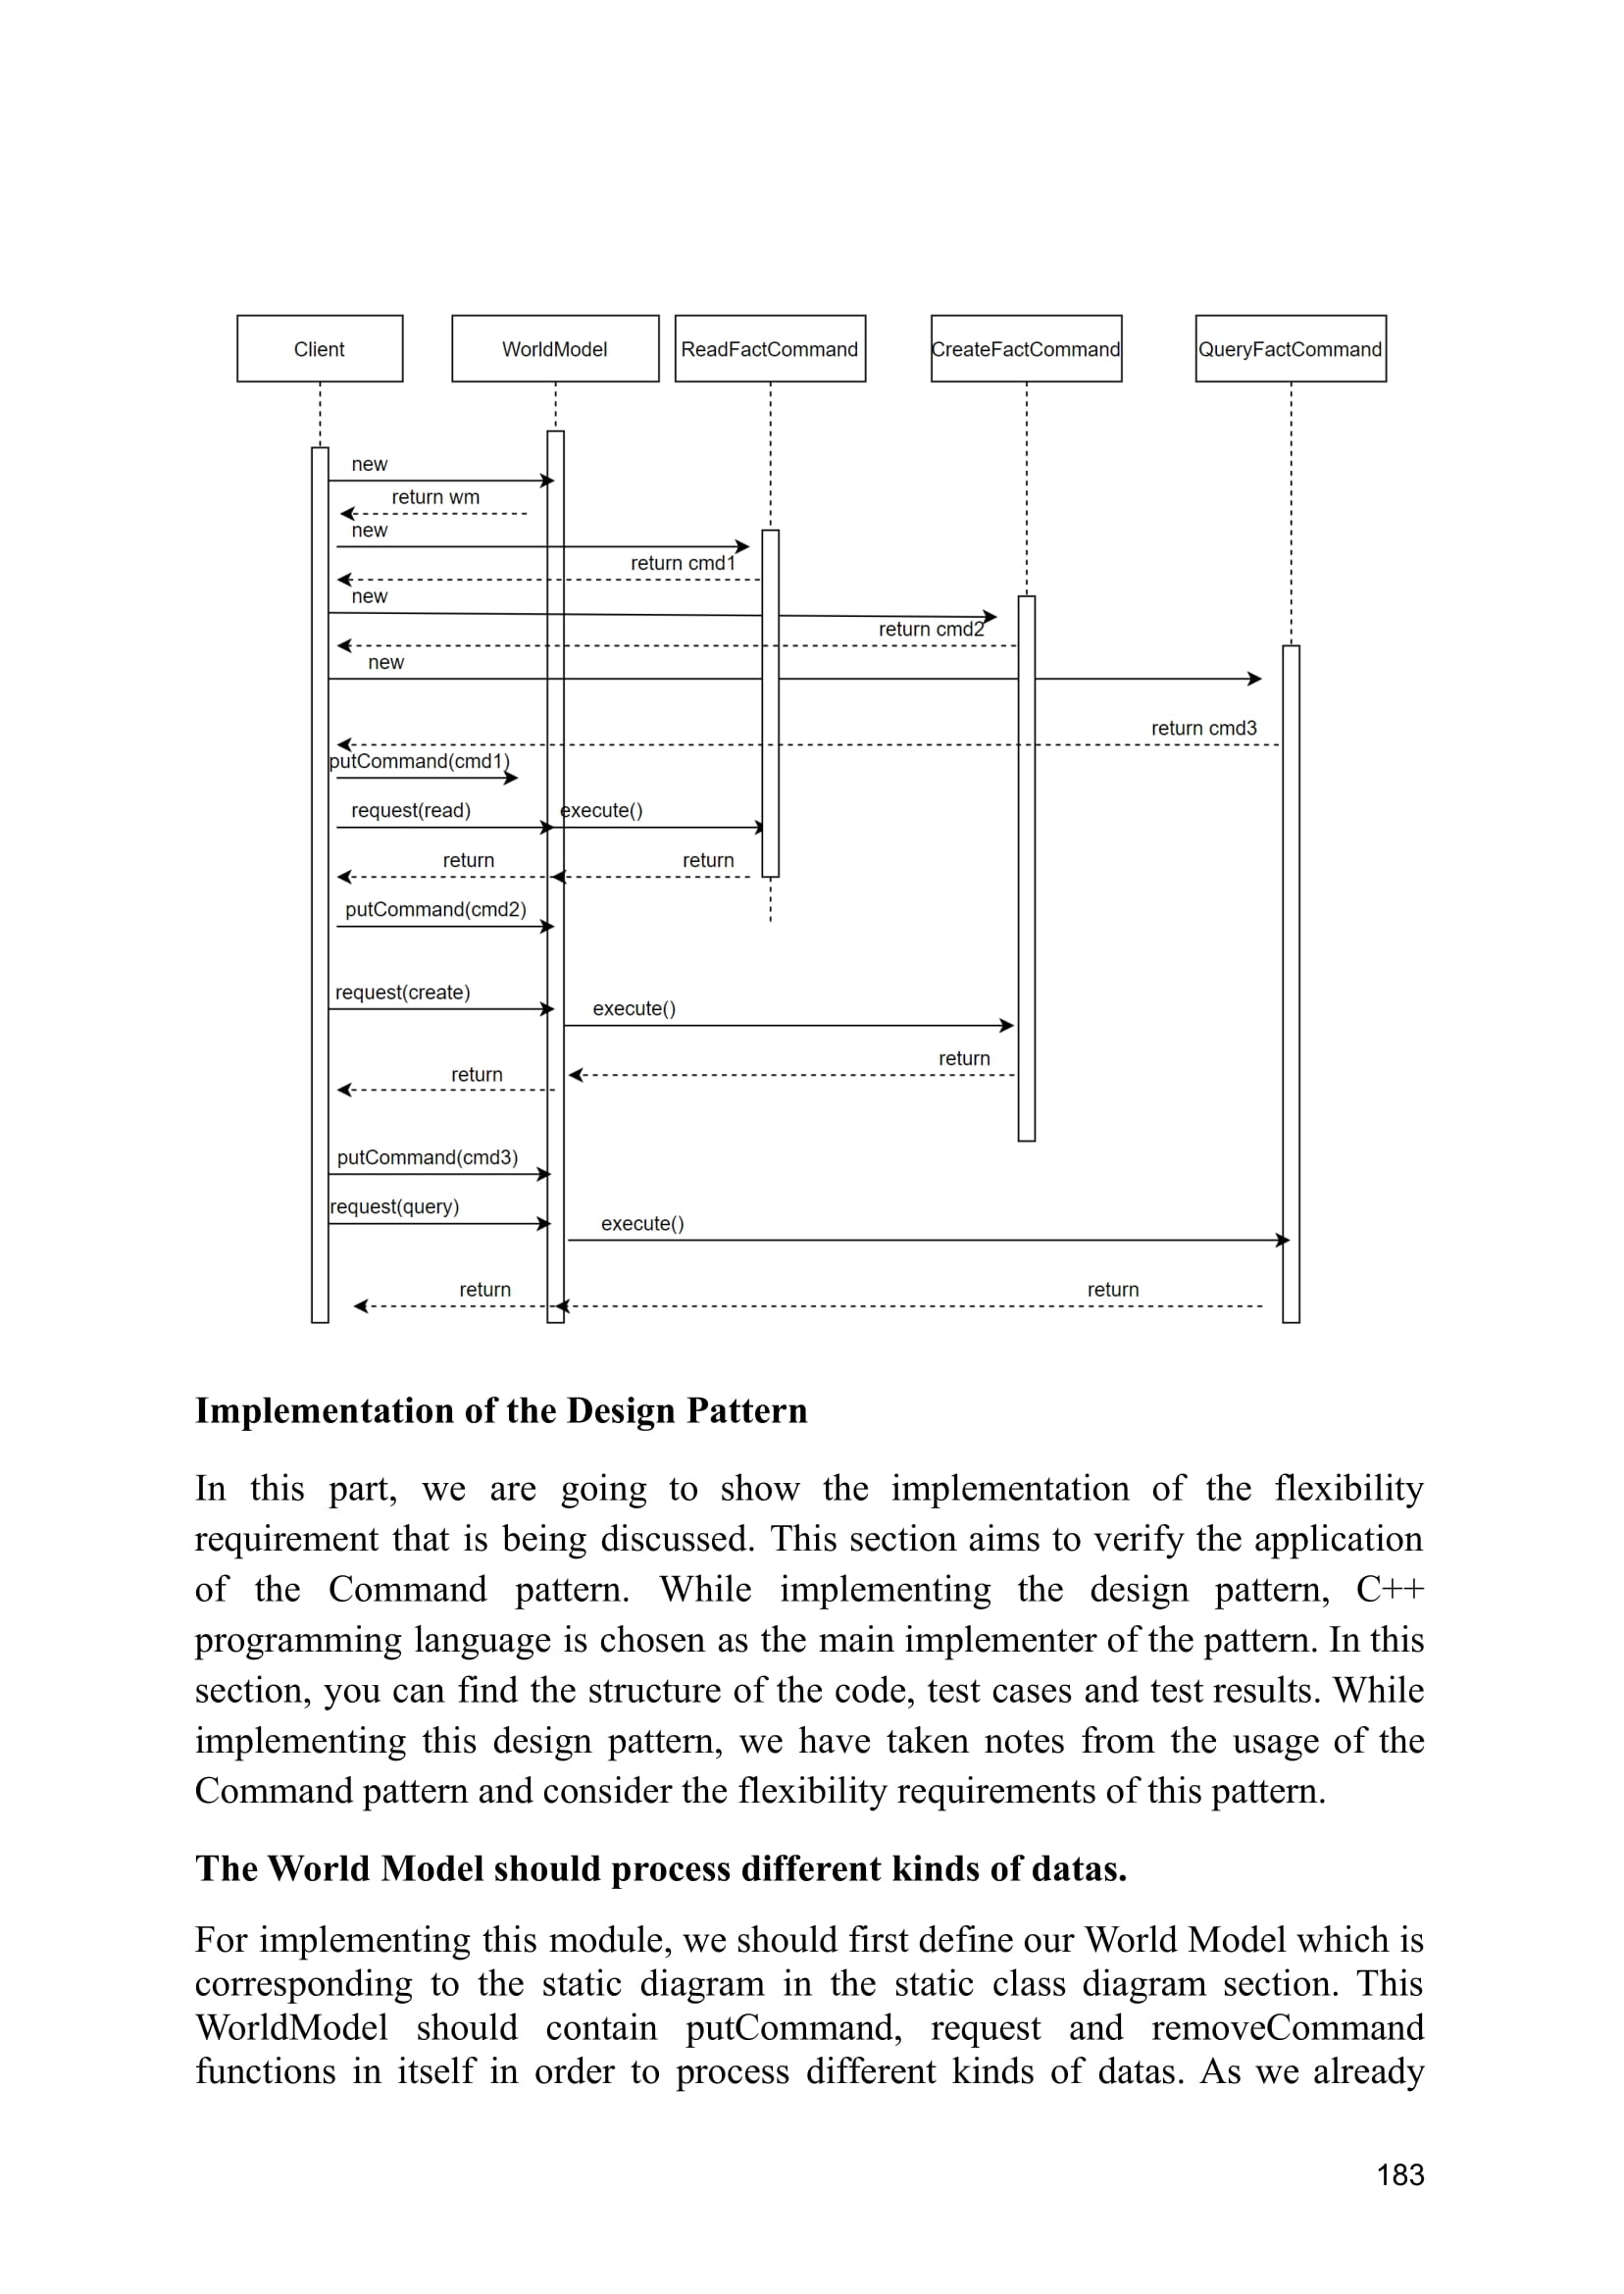 Client
WorldModel
ReadFactCommand
CreateFactCommand
QueryFactCommand
new
return wm
new
return cmd1
new
return cmd2
new
return cmd3
putCommand(cmd1)
request(read)
execute()
return
return
putCommand(cmd2)
request(create)
execute()
return
return
putCommand(cmd3)
request(query)
execute()
return
return
Implementation of the Design Pattern
In this part, we are going to show the implementation of the flexibility
requirement that is being discussed. This section aims to verify the application
of the Command pattern. While implementing the design pattern, C++
programming language is chosen as the main implementer of the pattern. In this
section, you can find the structure of the code, test cases and test results. While
implementing this design pattern, we have taken notes from the usage of the
Command pattern and consider the flexibility requirements of this pattern.
The World Model should process different kinds of datas.
For implementing this module, we should first define our World Model which is
corresponding to the static diagram in the static class diagram section. This
WorldModel should contain putCommand, request and removeCommand
functions in itself in order to process different kinds of datas. As we already
183